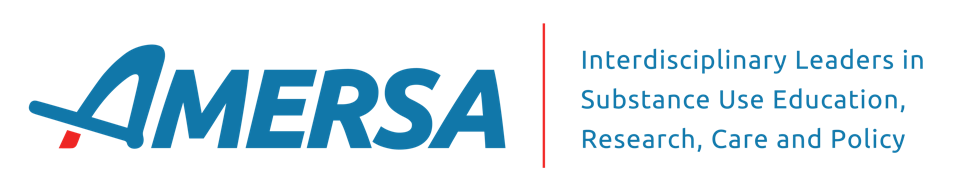 AMERSA
Interdisciplinary Leaders in
Substance Use Education,
Research, Care and Policy